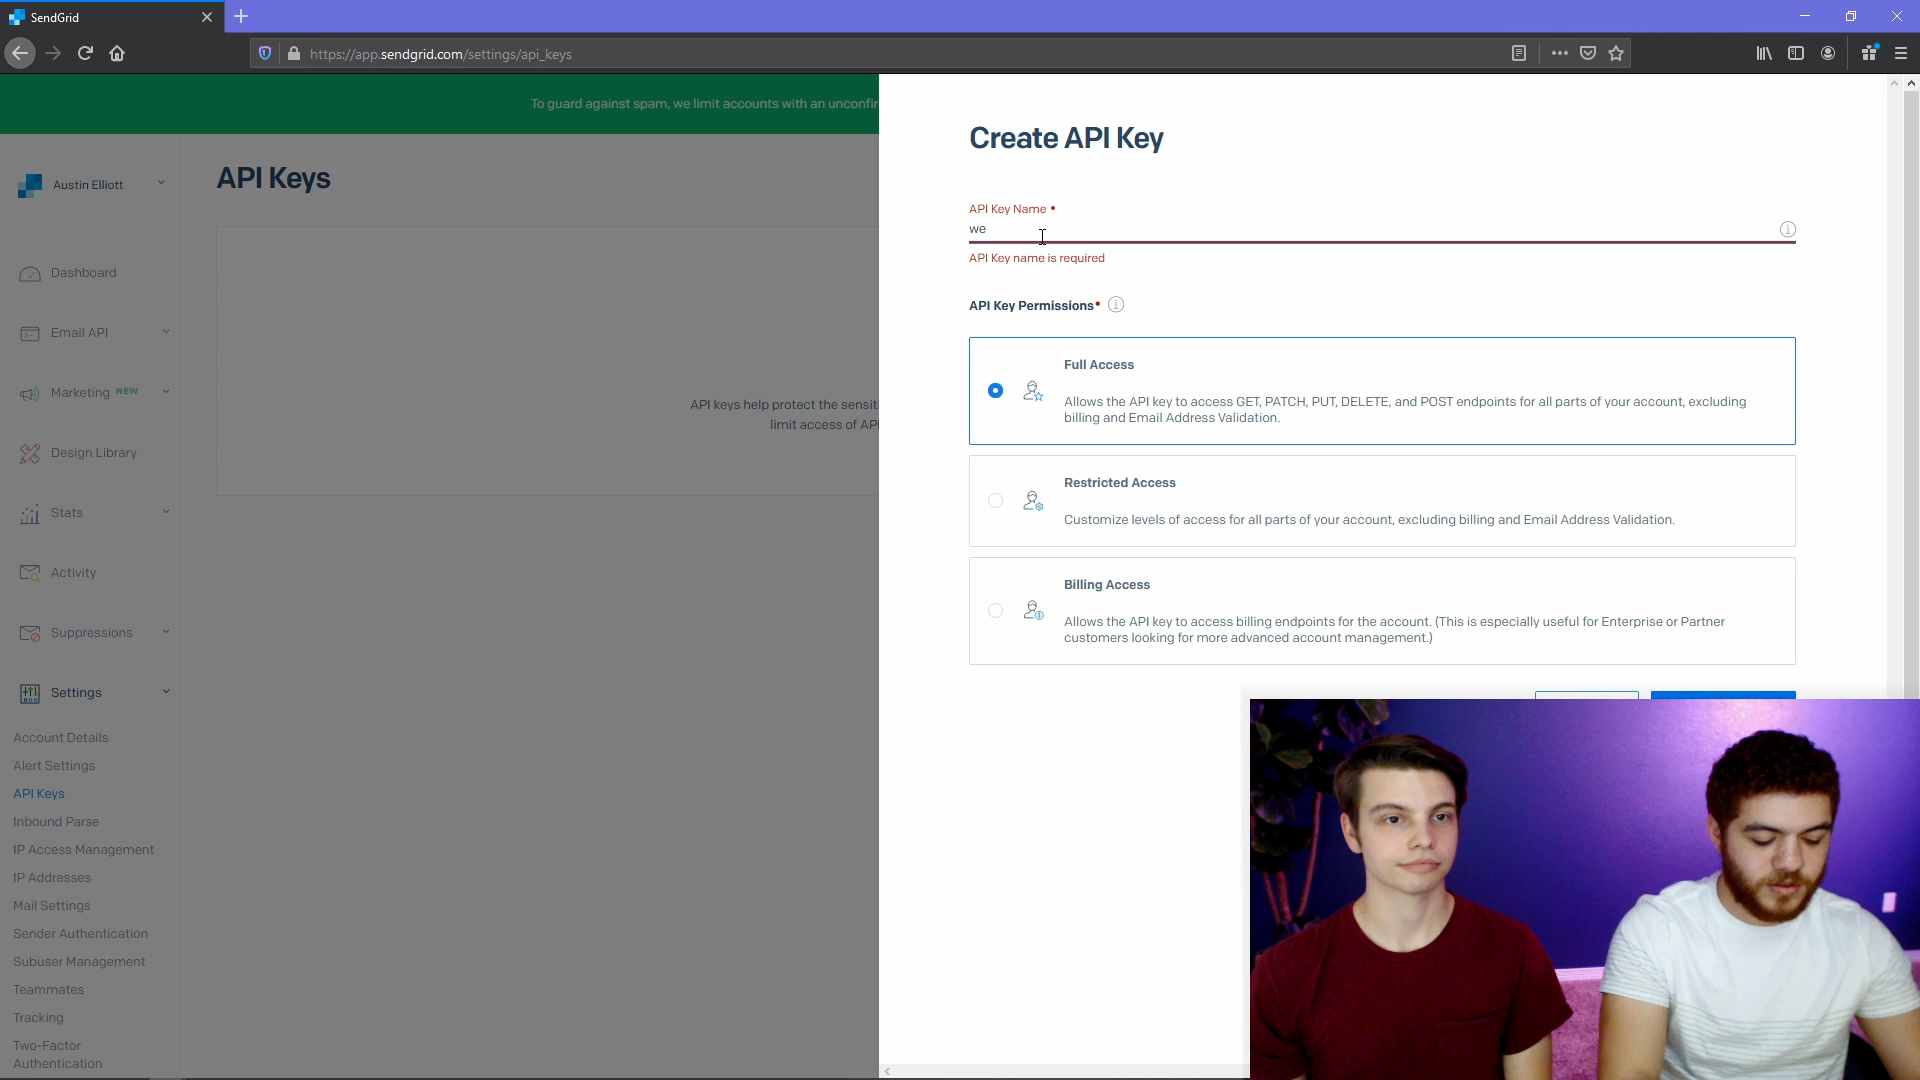 SendGrid
https://app.sendgrid.com/settings/api_keys
To guard against spam, we limit accounts with an unconfir
Austin Elliott
Dashboard
Email API
Marketing NEW
Design Library
Stats
Activity
Suppressions
Settings
Account Details
Alert Settings
API Keys
Inbound Parse
IP Access Management
IP Addresses
Mail Settings
Sender Authentication
Subuser Management
Teammates
Tracking
Two-Factor
Authentication
API Keys
API keys help protect the sensiti
limit access of AP
Create API Key
API Key Name •
we
API Key name is required
API Key Permissions•
Full Access
Allows the API key to access GET, PATCH, PUT, DELETE, and POST endpoints for all parts of your account, excluding
billing and Email Address Validation.
Restricted Access
Customize levels of access for all parts of your account, excluding billing and Email Address Validation.
Billing Access
Allows the API key to access billing endpoints for the account. (This is especially useful for Enterprise or Partner
customers looking for more advanced account management.)